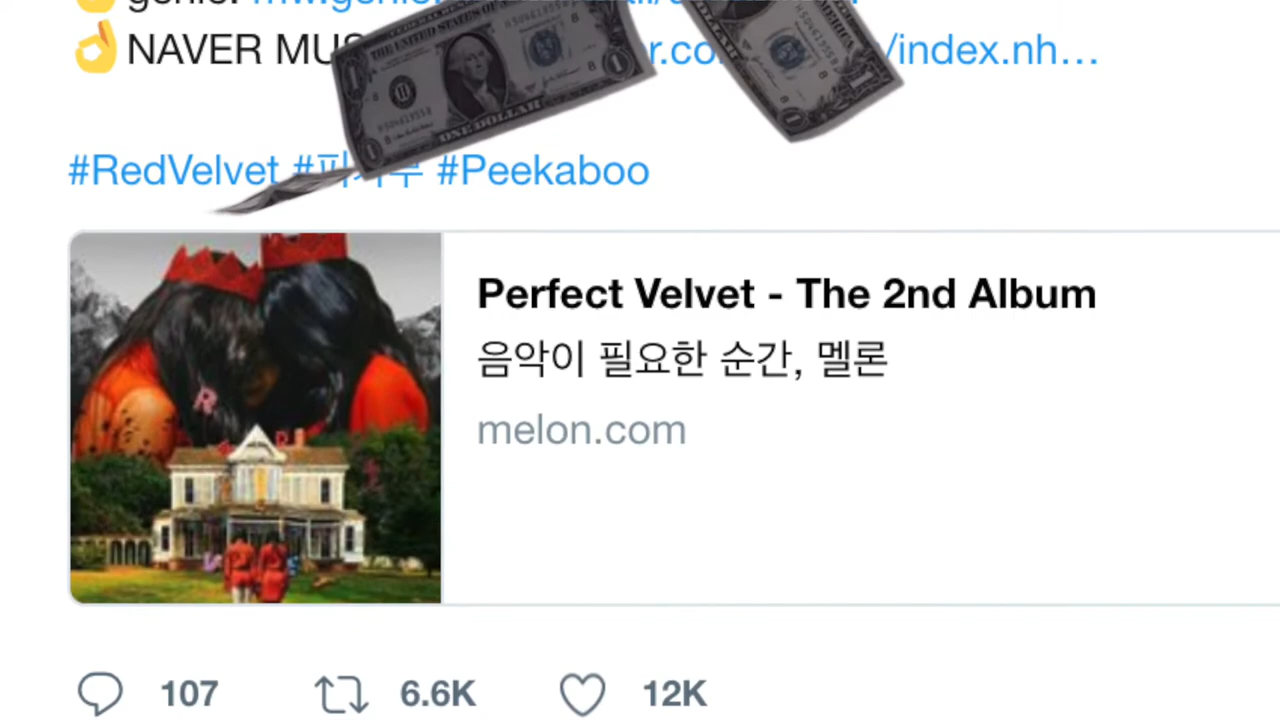 NAVER
/index.nh…
#RedVelvet #Peekaboo
Perfect Velvet - The 2nd Album
음악이 필요한 순간, 멜론
melon.com
107 6.6K 12K